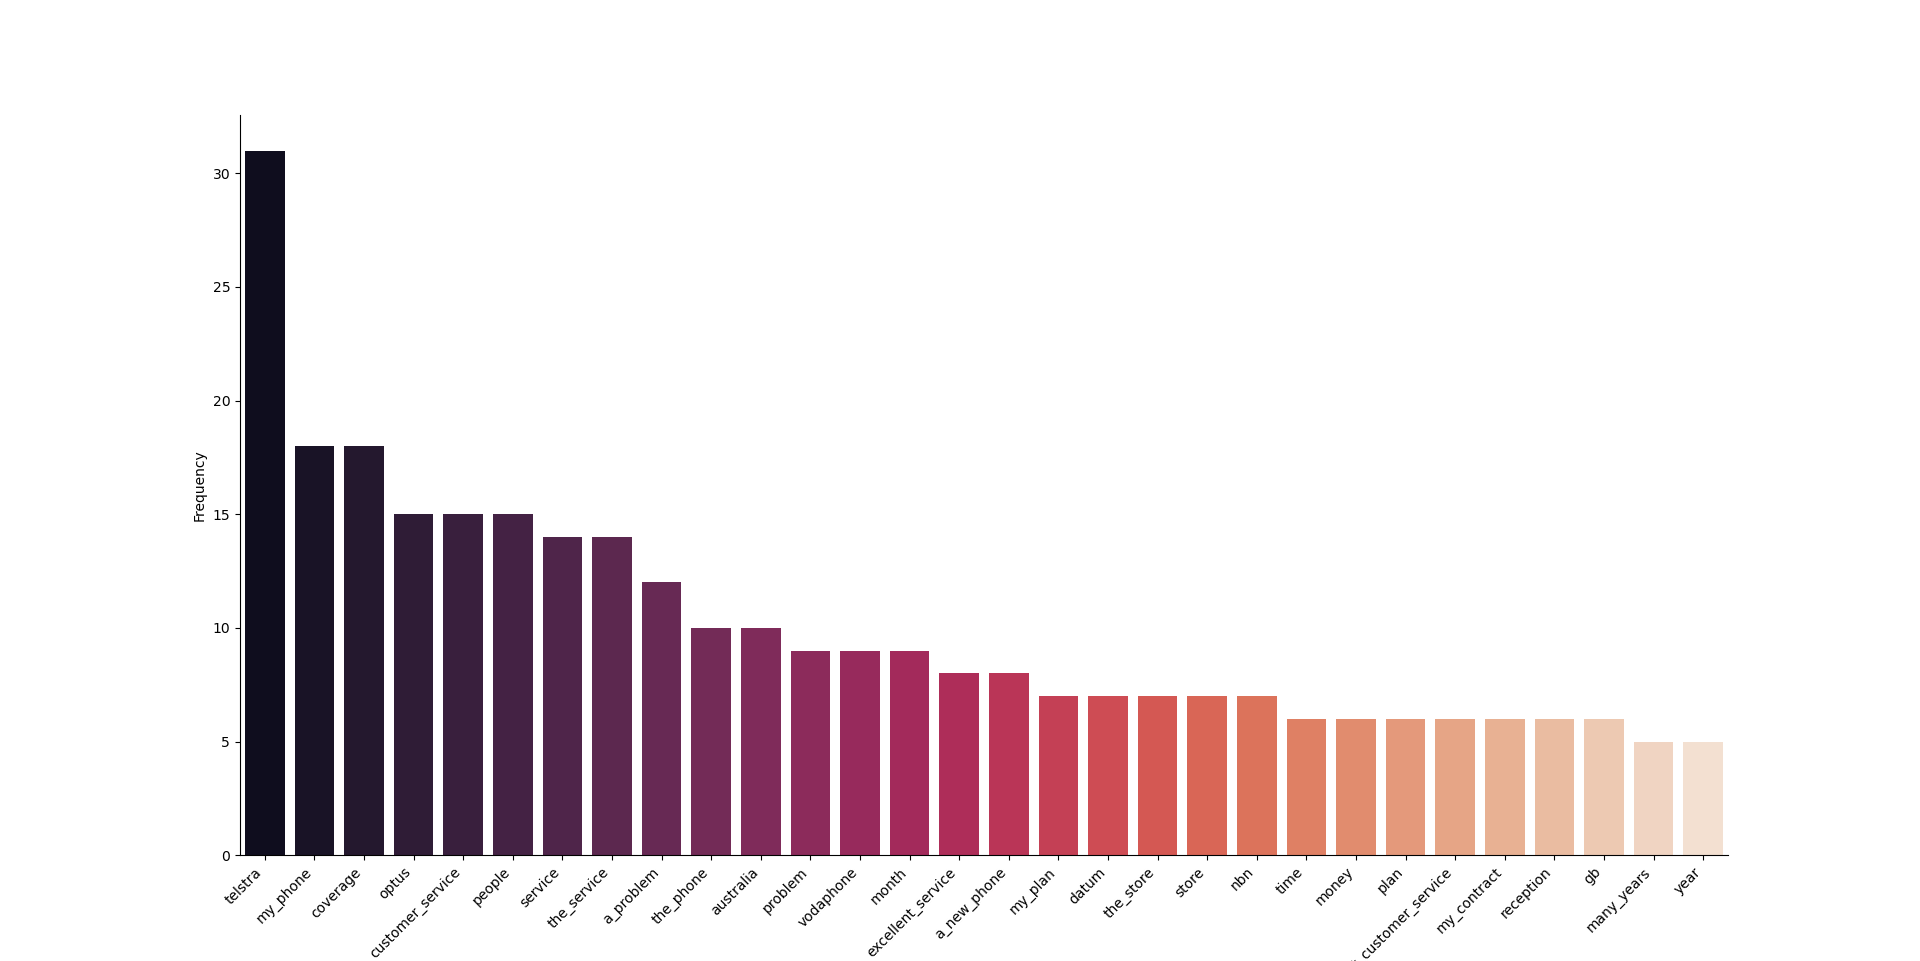 Frequency
30
25
20
15
10
5
0
telstra
my_phone
coverage
optus
customer_service
people
service
the_service
a_problem
the_phone
australia
problem
vodaphone
month
excellent_service
a_new_phone
my_plan
datum
the_store
store
nbn
time
money
plan
_customer_service
my_contract
reception
gb
many_years
year